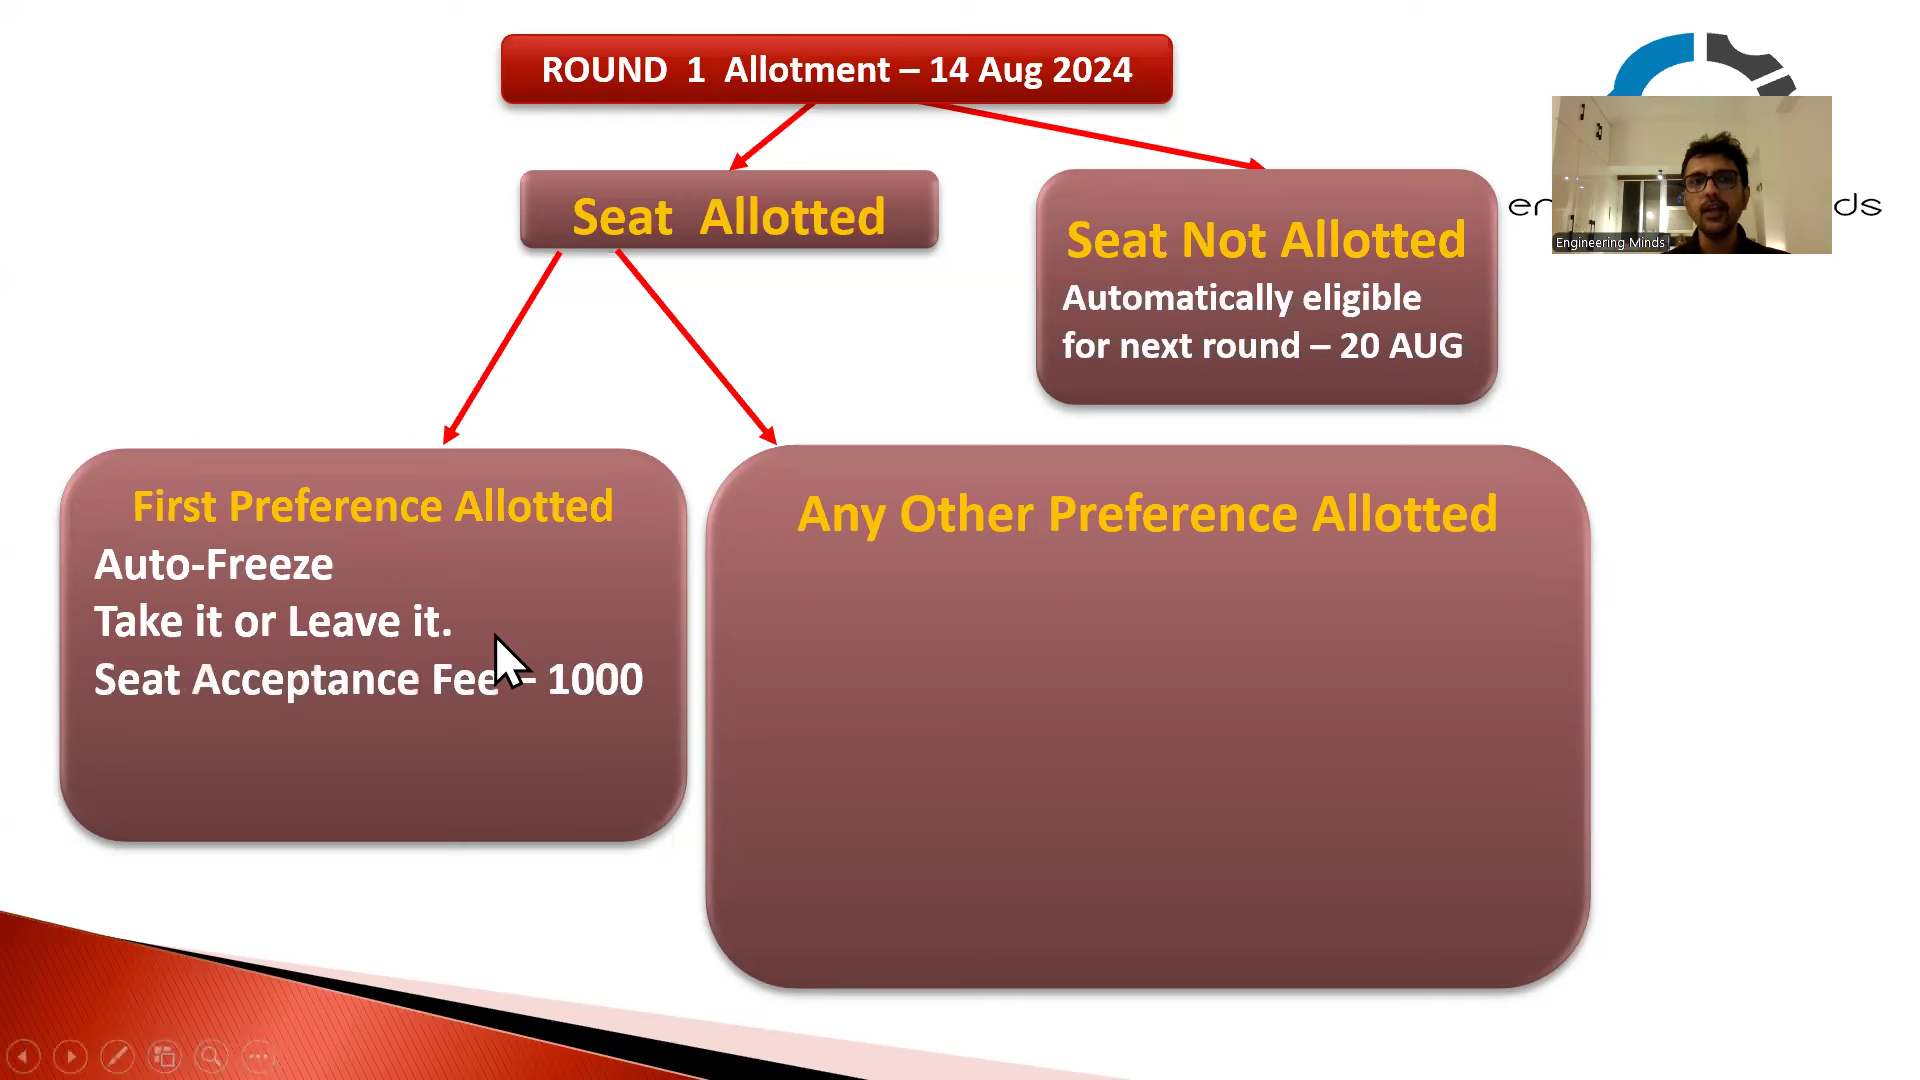 ROUND 1 Allotment – 14 Aug 2024
Seat Allotted
Seat Not Allotted
Automatically eligible
for next round – 20 AUG
Engineering Minds
First Preference Allotted
Auto-Freeze
Take it or Leave it.
Seat Acceptance Fee – 1000
Any Other Preference Allotted